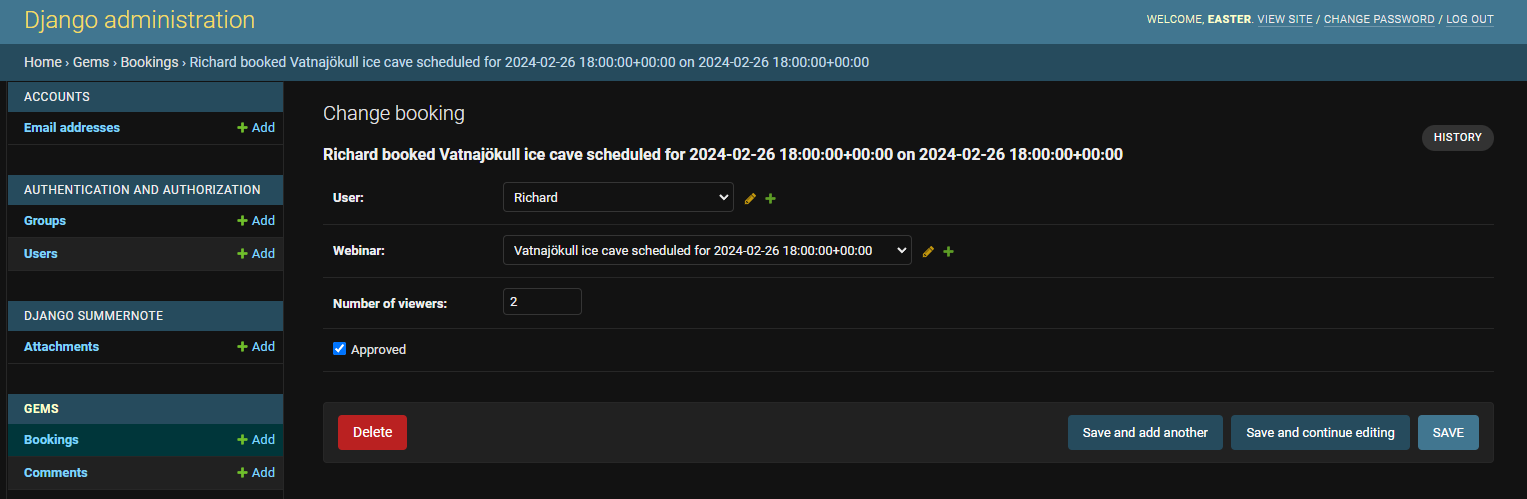 Django administration
WELCOME, EASTER. VIEW SITE / CHANGE PASSWORD / LOG OUT
Home › Gems › Bookings › Richard booked Vatnajökull ice cave scheduled for 2024-02-26 18:00:00+00:00 on 2024-02-26 18:00:00+00:00
ACCOUNTS
Email addresses + Add
AUTHENTICATION AND AUTHORIZATION
Groups + Add
Users + Add
DJANGO SUMMERNOTE
Attachments + Add
GEMS
Bookings + Add
Comments + Add
Change booking
HISTORY
Richard booked Vatnajökull ice cave scheduled for 2024-02-26 18:00:00+00:00 on 2024-02-26 18:00:00+00:00
User: Richard
Webinar: Vatnajökull ice cave scheduled for 2024-02-26 18:00:00+00:00
Number of viewers: 2
Approved
Delete Save and add another Save and continue editing SAVE